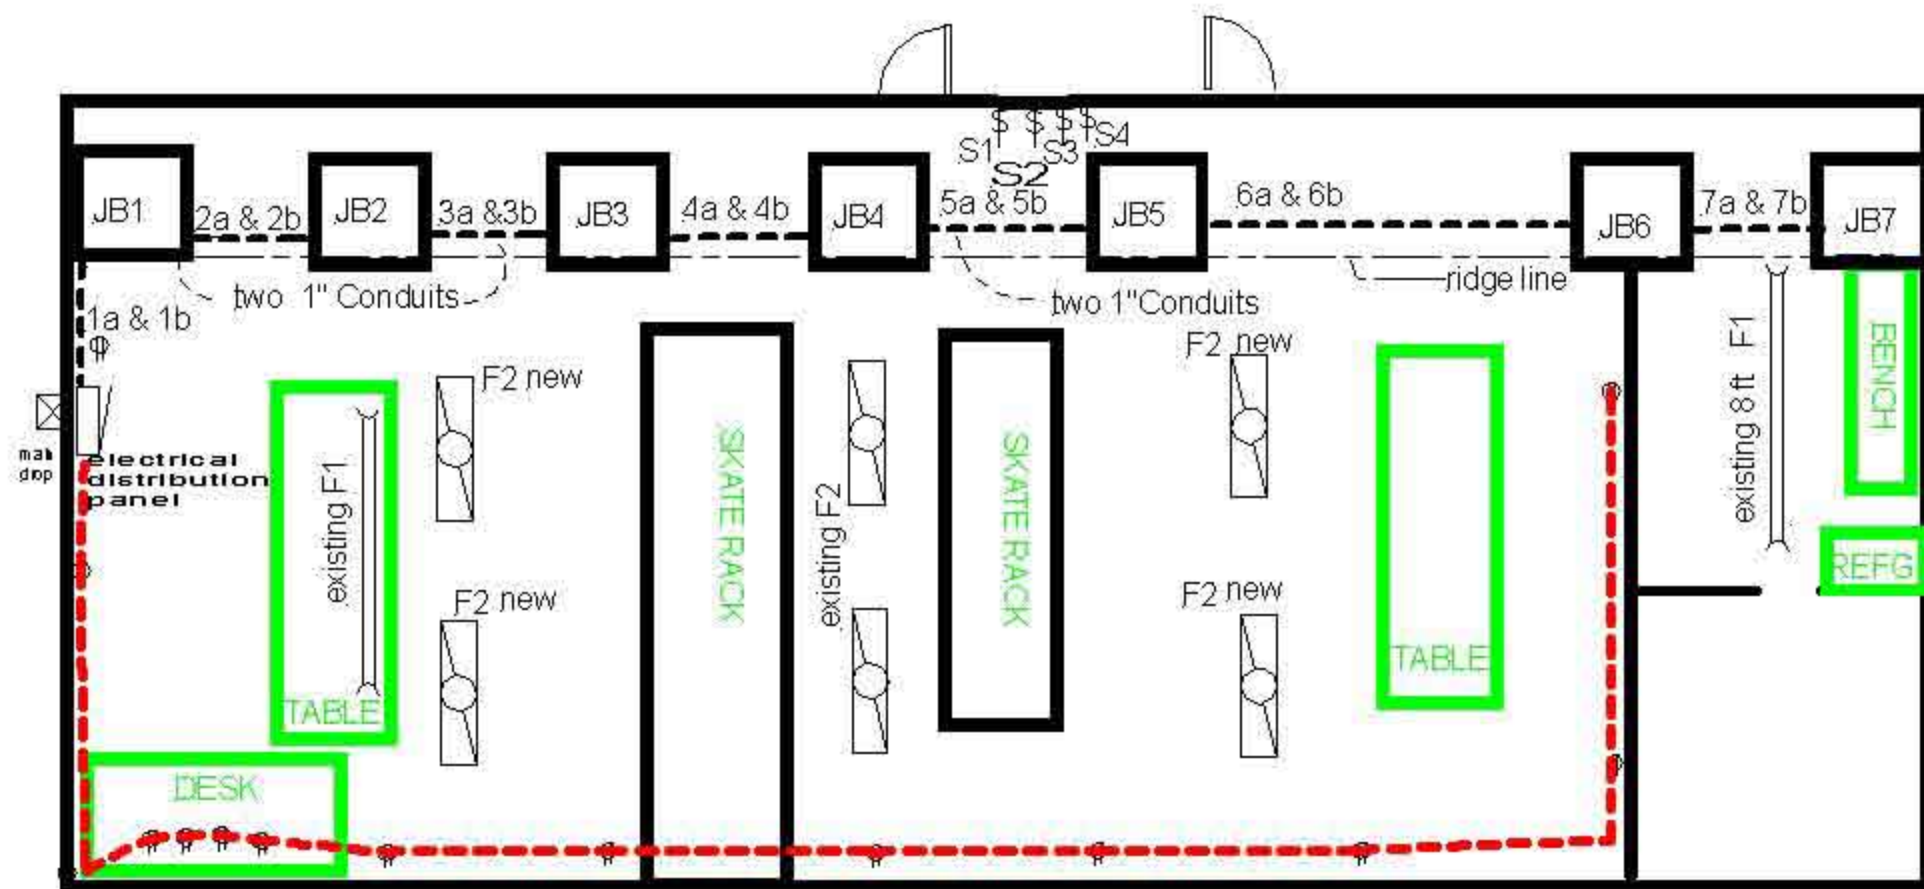 S1
S2
S3
S4
JB1
2a & 2b
JB2
3a &3b
JB3
4a & 4b
JB4
5a & 5b
JB5
6a & 6b
JB6
7a & 7b
JB7
two 1" Conduits
two 1"Conduits
ridge line
1a & 1b
main
drop
electrical
distribution
panel
existing F1
TABLE
F2 new
F2 new
SKATE RACK
existing F2
SKATE RACK
F2 new
F2 new
TABLE
existing 8 ft F1
BENCH
REFG
DESK